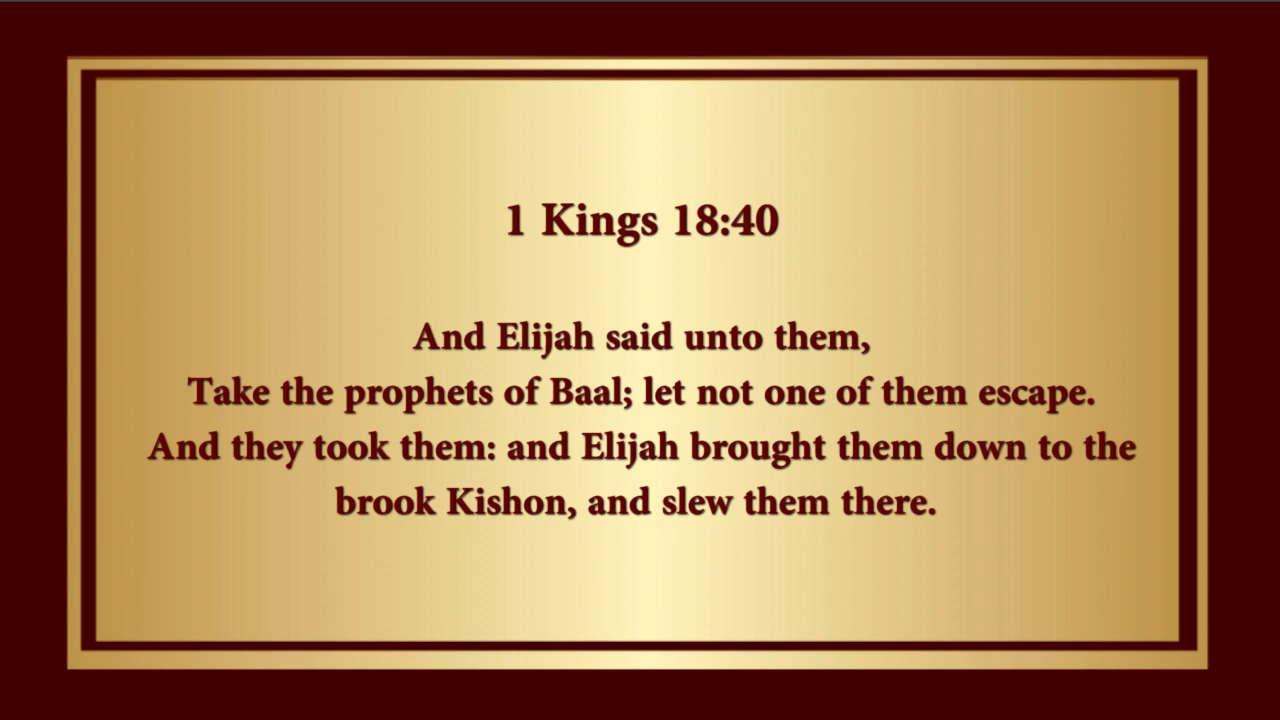 1 Kings 18:40
And Elijah said unto them,
Take the prophets of Baal; let not one of them escape.
And they took them: and Elijah brought them down to the
brook Kishon, and slew them there.